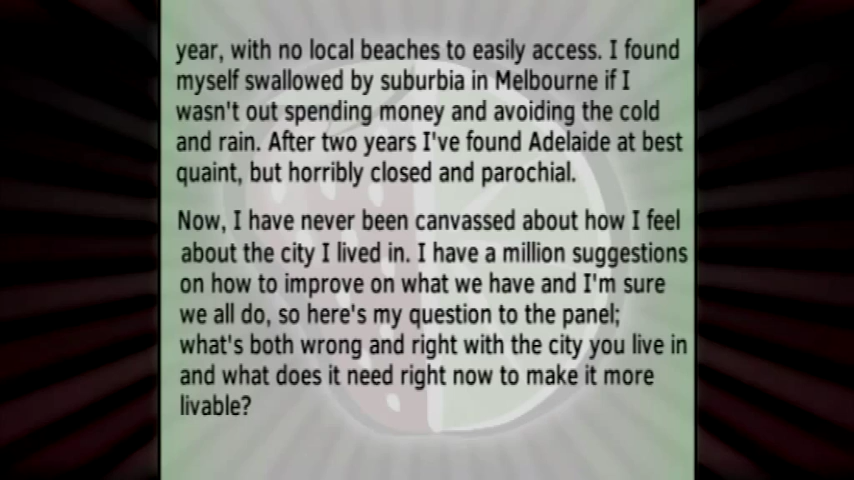 year, with no local beaches to easily access. I found
myself swallowed by suburbia in Melbourne if I
wasn't out spending money and avoiding the cold
and rain. After two years I've found Adelaide at best
quaint, but horribly closed and parochial.
Now, I have never been canvassed about how I feel
about the city I lived in. I have a million suggestions
on how to improve on what we have and I'm sure
we all do, so here's my question to the panel;
what's both wrong and right with the city you live in
and what does it need right now to make it more
livable?